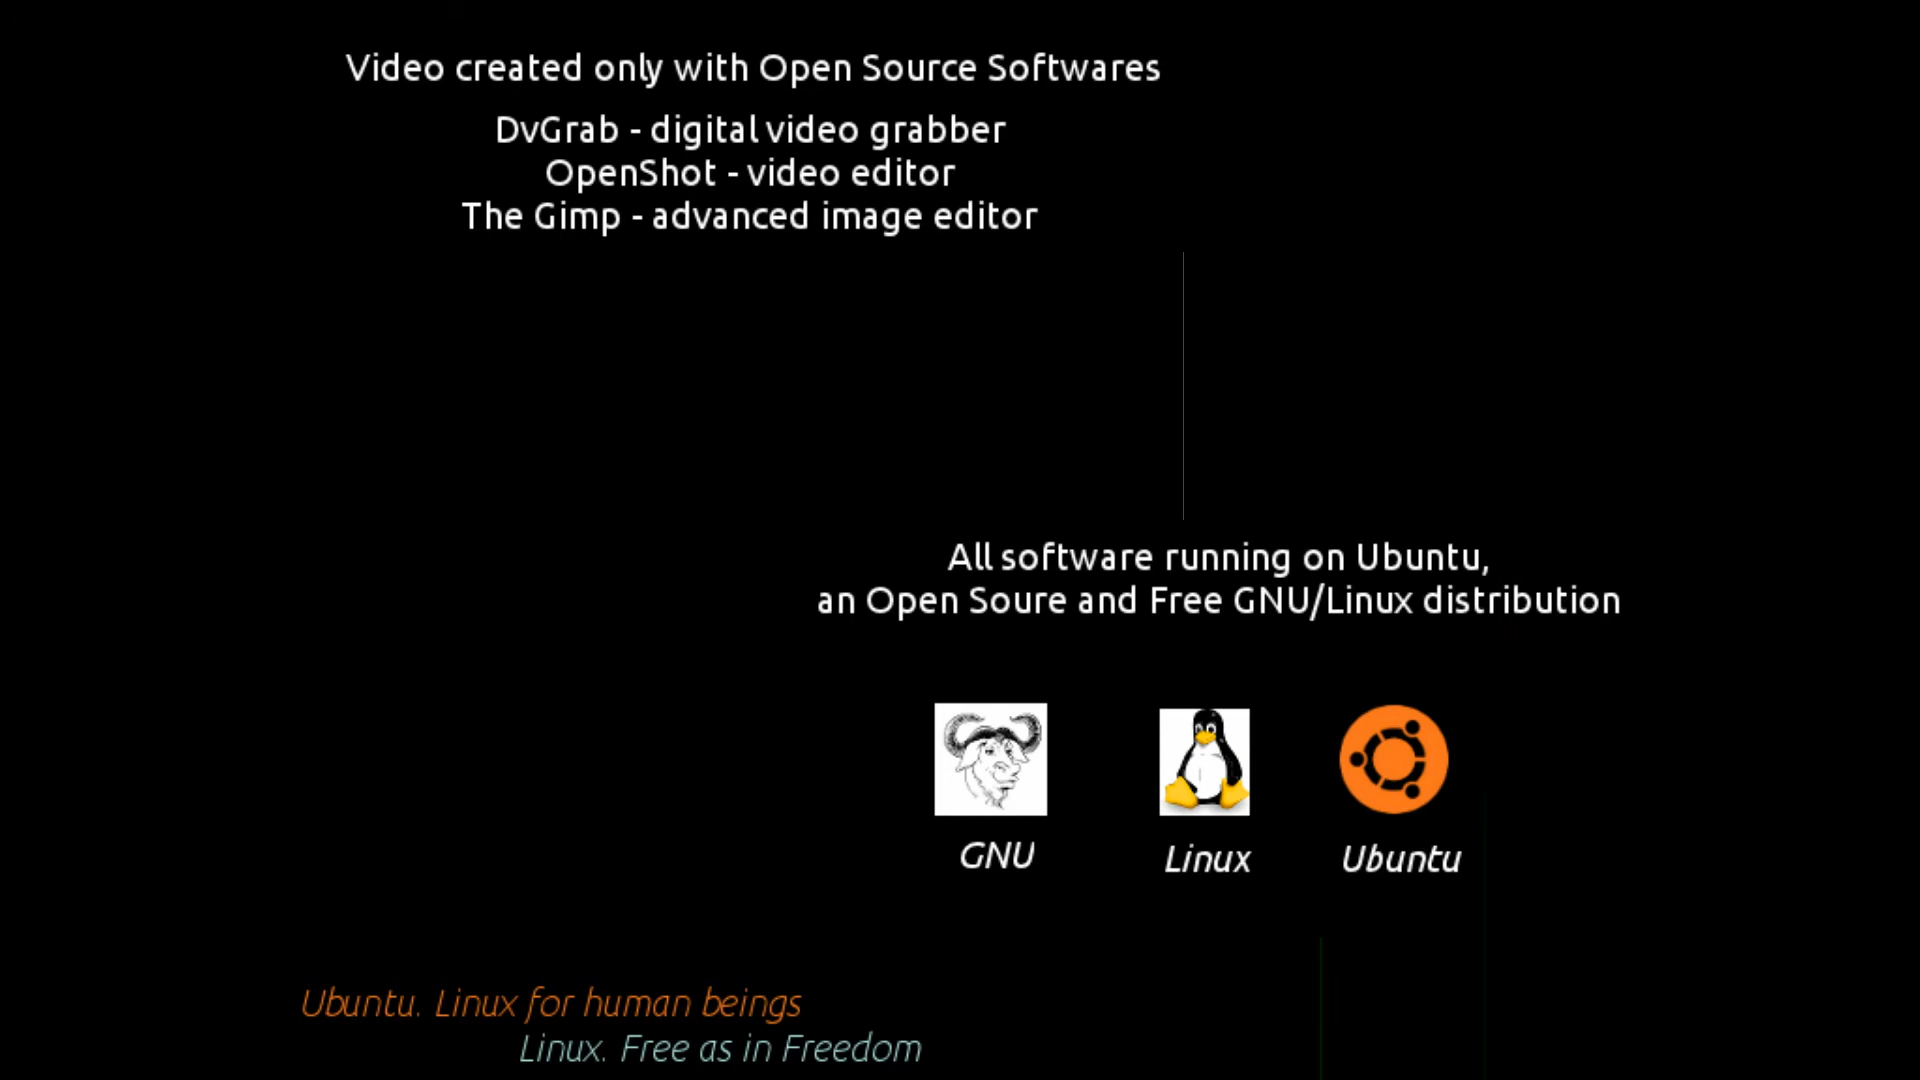 Video created only with Open Source Softwares
DvGrab - digital video grabber
OpenShot - video editor
The Gimp - advanced image editor
All software running on Ubuntu,
an Open Soure and Free GNU/Linux distribution
GNU
Linux
Ubuntu
Ubuntu. Linux for human beings
Linux. Free as in Freedom